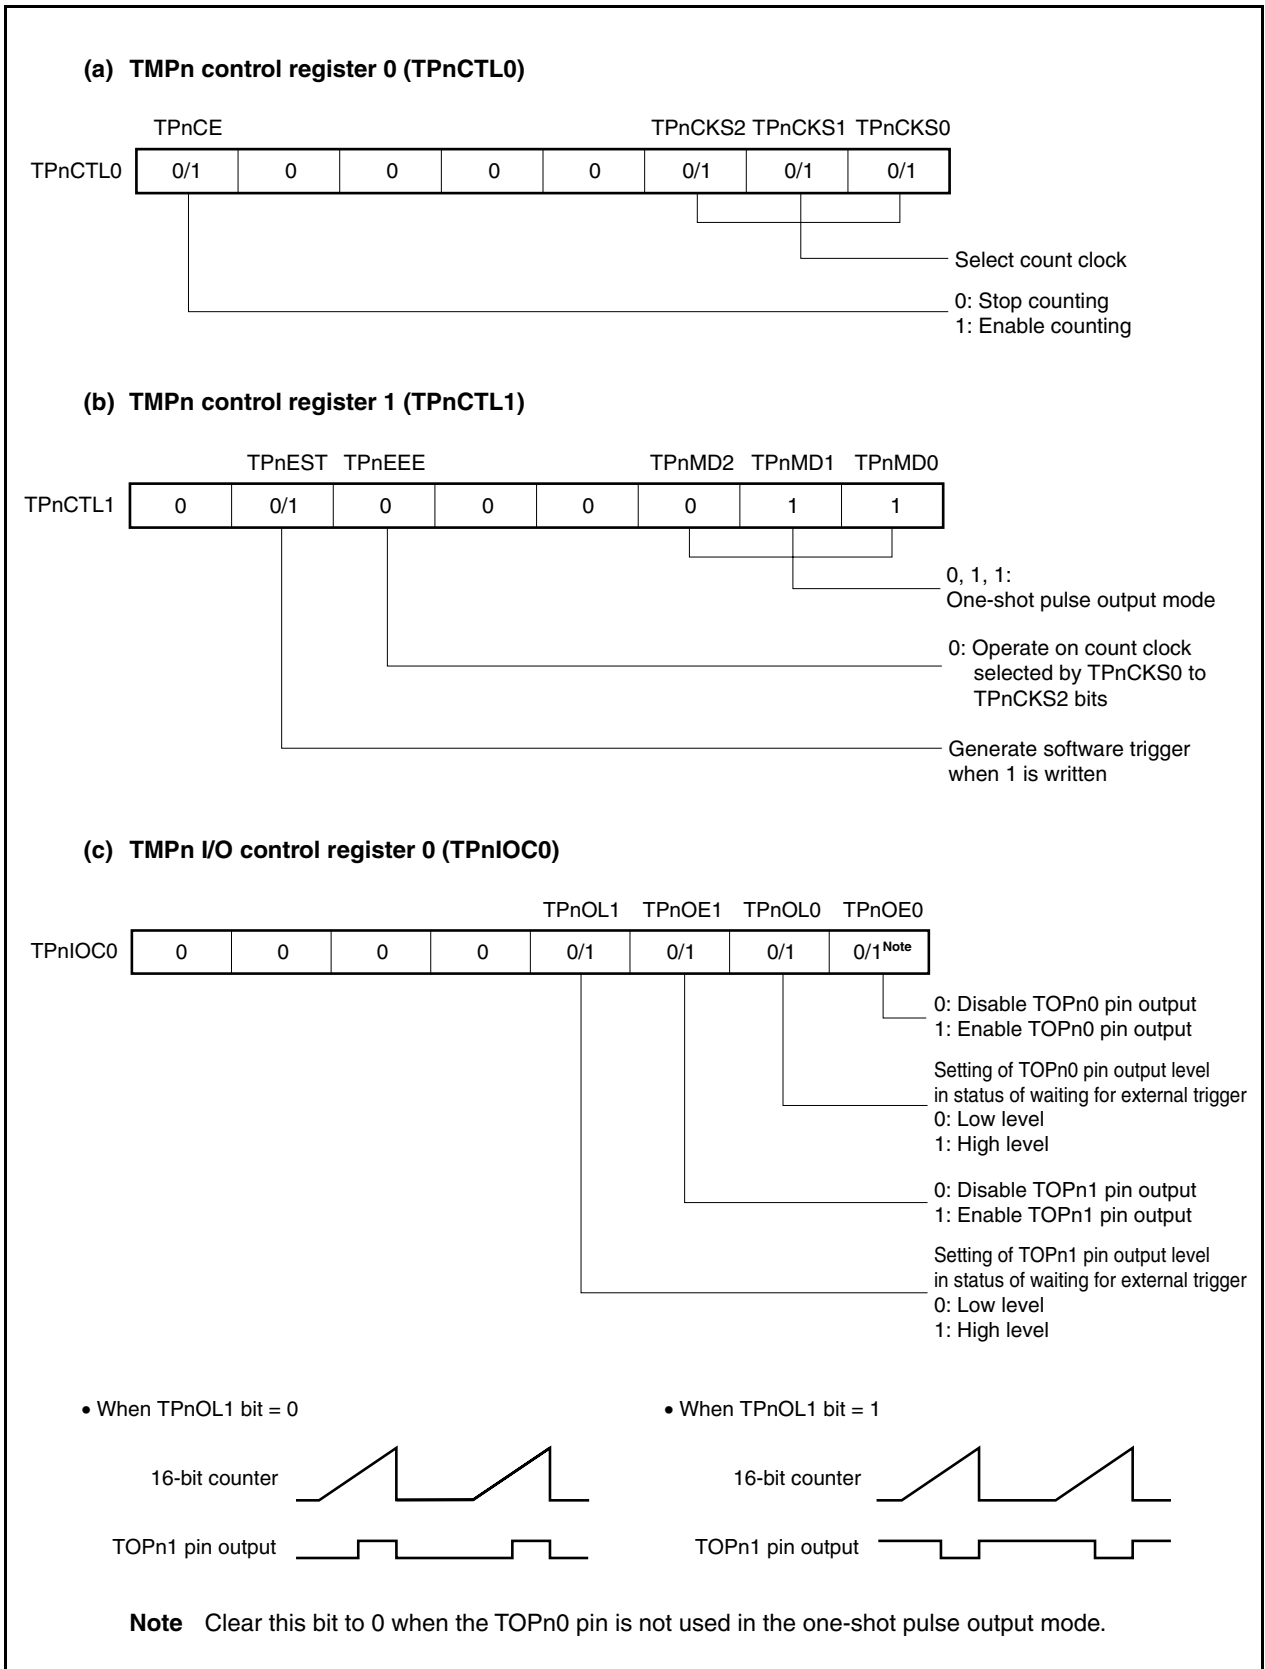 (a) TMPn control register 0 (TPnCTL0)
TPnCE TPnCKS2 TPnCKS1 TPnCKS0
TPnCTL0 0/1 0 0 0 0 0/1 0/1 0/1
Select count clock
0: Stop counting
1: Enable counting
(b) TMPn control register 1 (TPnCTL1)
TPnEST TPnEEE TPnMD2 TPnMD1 TPnMD0
TPnCTL1 0 0/1 0 0 0 0 1 1
0, 1, 1:
One-shot pulse output mode
0: Operate on count clock
selected by TPnCKS0 to
TPnCKS2 bits
Generate software trigger
when 1 is written
(c) TMPn I/O control register 0 (TPnIOC0)
TPnOL1 TPnOE1 TPnOL0 TPnOE0
TPnIOC0 0 0 0 0 0/1 0/1 0/1 0/1Note
0: Disable TOPn0 pin output
1: Enable TOPn0 pin output
Setting of TOPn0 pin output level
in status of waiting for external trigger
0: Low level
1: High level
0: Disable TOPn1 pin output
1: Enable TOPn1 pin output
Setting of TOPn1 pin output level
in status of waiting for external trigger
0: Low level
1: High level
• When TPnOL1 bit = 0
16-bit counter
TOPn1 pin output
• When TPnOL1 bit = 1
16-bit counter
TOPn1 pin output
Note Clear this bit to 0 when the TOPn0 pin is not used in the one-shot pulse output mode.